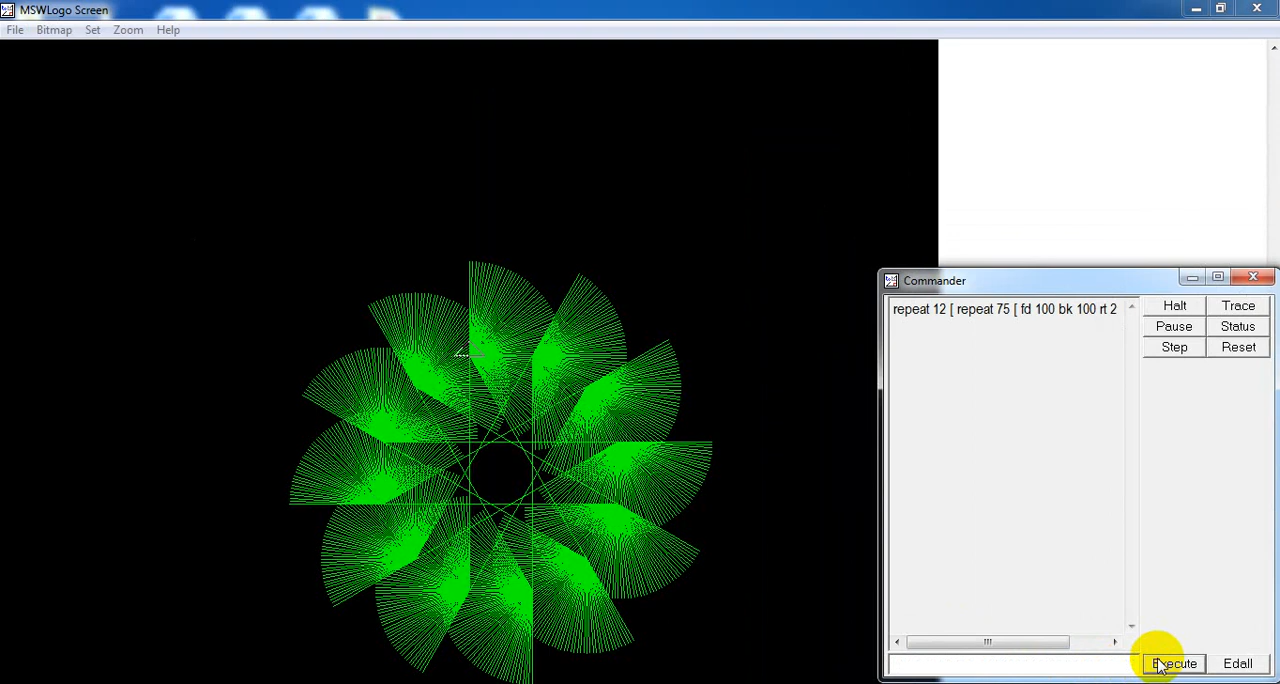 MSWLogo Screen
File Bitmap Set Zoom Help
Commander
repeat 12 [ repeat 75 [ fd 100 bk 100 rt 2
Halt Trace
Pause Status
Step Reset
Execute Edall